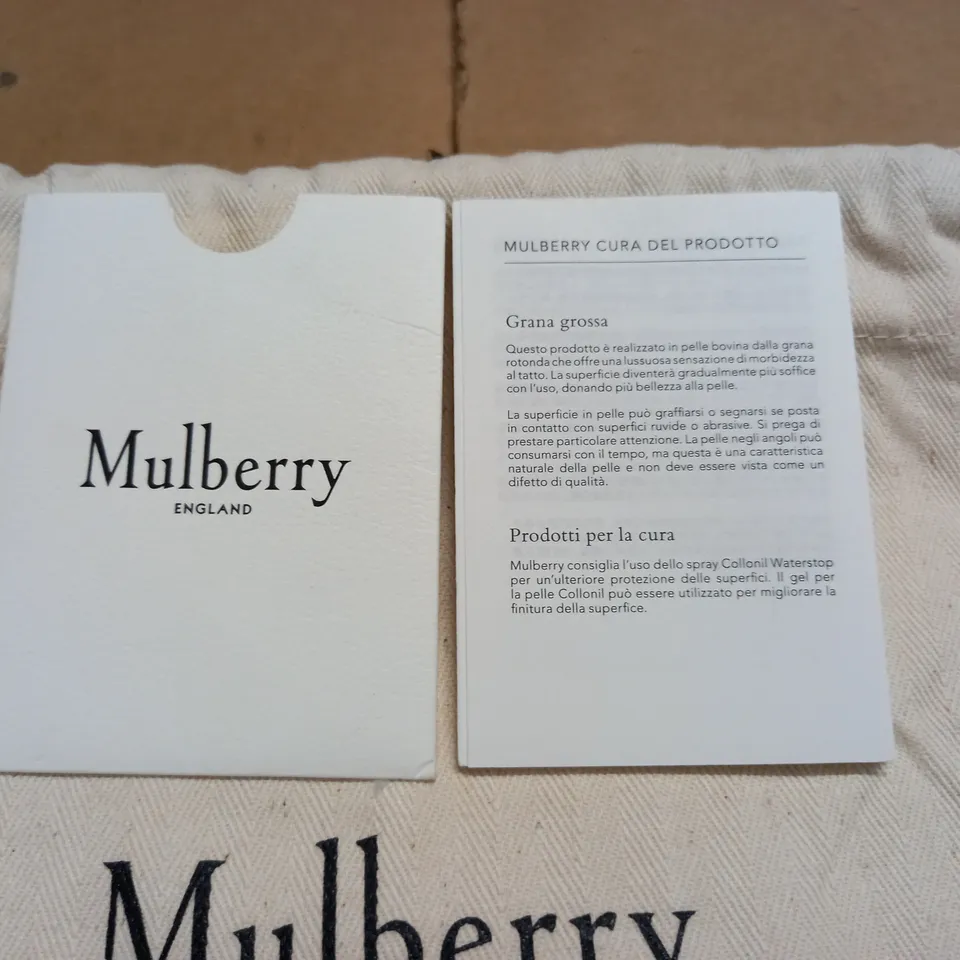 Mulberry
ENGLAND
MULBERRY CURA DEL PRODOTTO
Grana grossa
Questo prodotto è realizzato in pelle bovina dalla grana
rotonda che offre una lussuosa sensazione di morbidezza
al tatto. La superficie diventerà gradualmente più soffice
con l'uso, donando più bellezza alla pelle.
La superficie in pelle può graffiarsi o segnarsi se posta
in contatto con superfici ruvide o abrasive. Si prega di
prestare particolare attenzione. La pelle negli angoli può
consumarsi con il tempo, ma questa è una caratteristica
naturale della pelle e non deve essere vista come un
difetto di qualità.
Prodotti per la cura
Mulberry consiglia l'uso dello spray Collonil Waterstop
per un'ulteriore protezione delle superfici. Il gel per
la pelle Collonil può essere utilizzato per migliorare la
finitura della superfice.
Mulberry